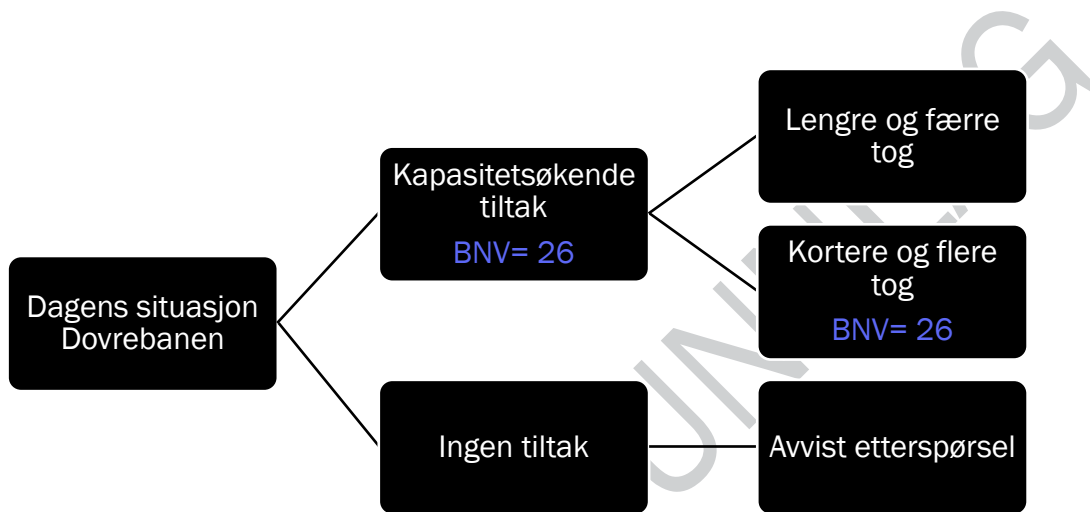 Dagens situasjon
Dovrebanen
Kapasitetsøkende
tiltak
BNV= 26
Lengre og færre
tog
Kortere og flere
tog
BNV= 26
Ingen tiltak
Avvist etterspørsel